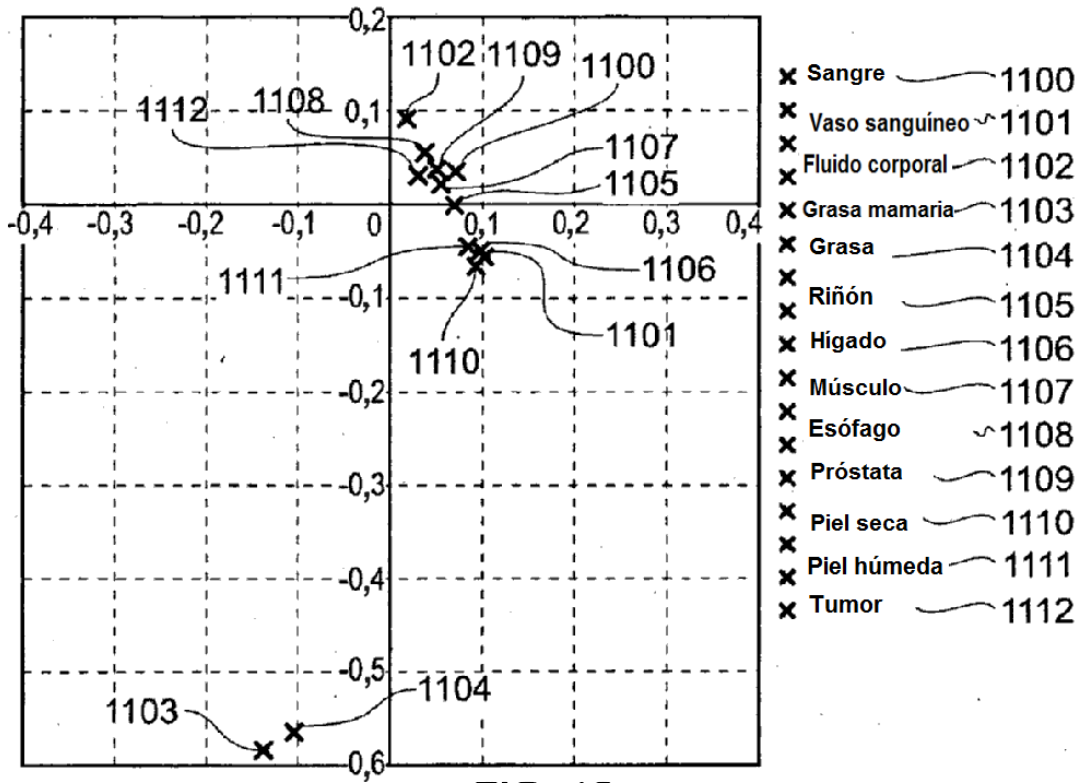 0,2
1102
1109
1100
1108
1112
0,1
1107
1105
-0,4
-0,3
-0,2
-0,1
0
0,1
0,2
0,3
0,4
1106
1111
-0,1
1101
1110
-0,2
-0,3
-0,4
-0,5
1104
1103
-0,6
Sangre 1100
Vaso sanguíneo 1101
Fluido corporal 1102
Grasa mamaria 1103
Grasa 1104
Riñón 1105
Hígado 1106
Músculo 1107
Esófago 1108
Próstata 1109
Piel seca 1110
Piel húmeda 1111
Tumor 1112